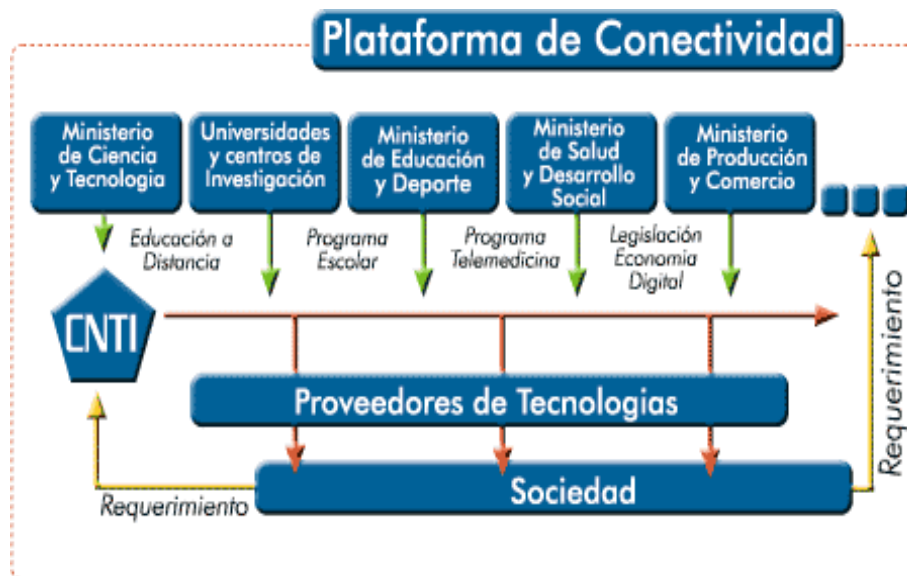 Plataforma de Conectividad
Ministerio
de Ciencia
y Tecnologia
Universidades
y centros de
Investigación
Ministerio
de Educación
y Deporte
Ministerio
de Salud
y Desarrollo
Social
Ministerio
de Producción
y Comercio
Educación a
Distancia
Programa
Escolar
Programa
Telemedicina
Legislación
Economia
Digital
CNTI
Requerimiento
Proveedores de Tecnologias
Sociedad
Requerimiento